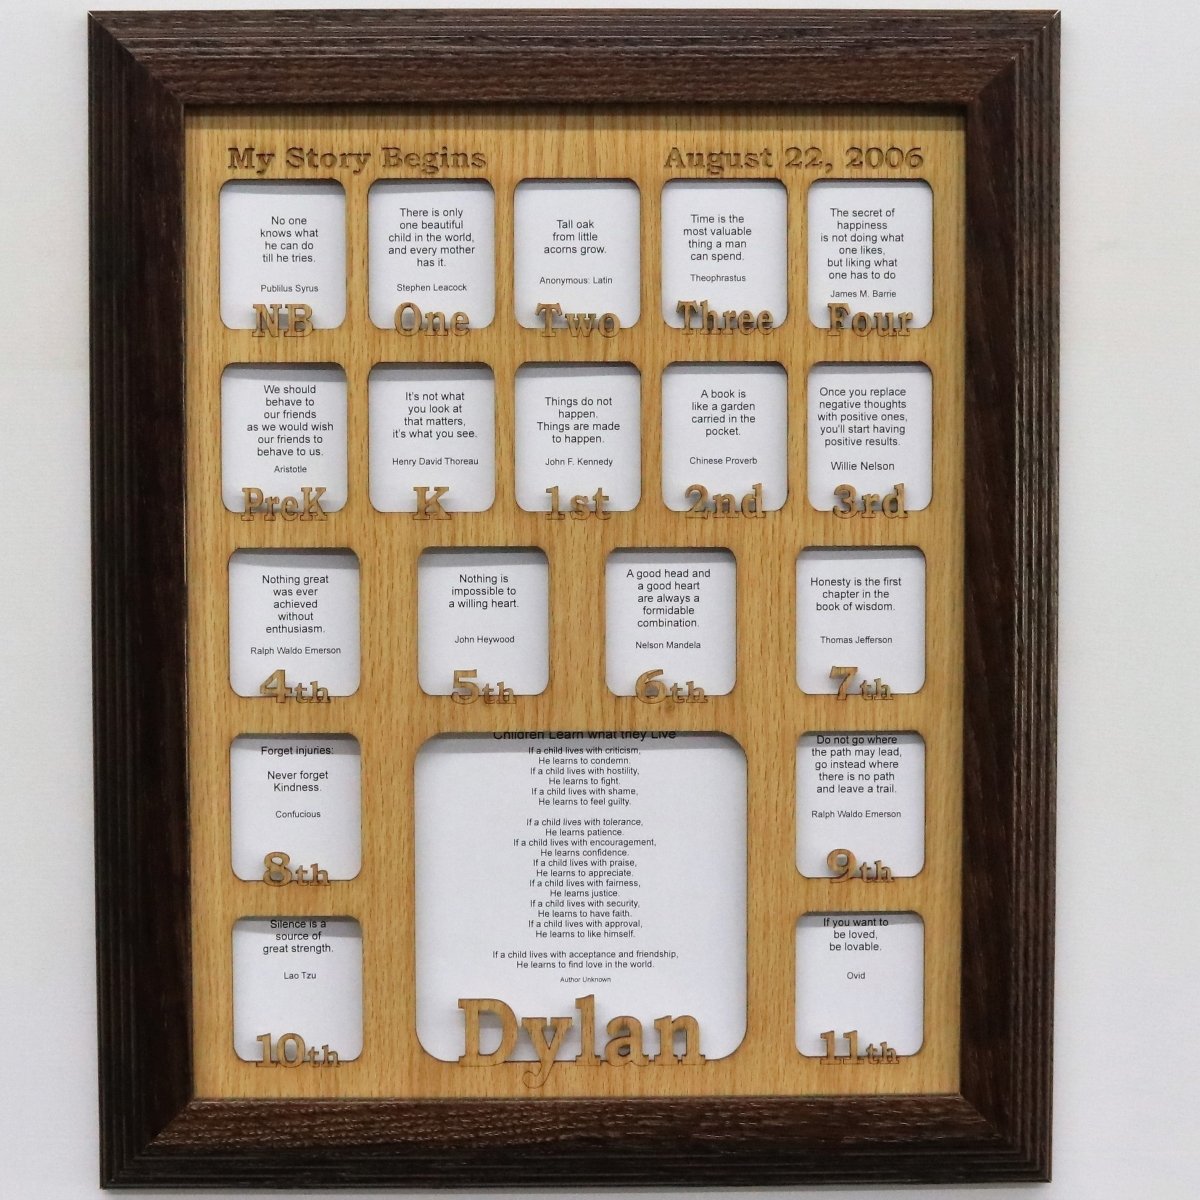 My Story Begins
August 22, 2006
No one
knows what
he can do
till he tries.
Publilus Syrus
NB
There is only
one beautiful
child in the world,
and every mother
has it.
Stephen Leacock
One
Tall oak
from little
acorns grow.
Anonymous: Latin
Two
Time is the
most valuable
thing a man
can spend.
Theophrastus
Three
The secret of
happiness
is not doing what
one likes,
but liking what
one has to do
James M. Barrie
Four
We should
behave to
our friends
as we would wish
our friends to
behave to us.
Aristotle
PreK
It's not what
you look at
that matters,
it's what you see.
Henry David Thoreau
K
Things do not
happen.
Things are made
to happen.
John F. Kennedy
1st
A book is
like a garden
carried in the
pocket.
Chinese Proverb
2nd
Once you replace
negative thoughts
with positive ones,
you'll start having
positive results.
Willie Nelson
3rd
Nothing great
was ever
achieved
without
enthusiasm.
Ralph Waldo Emerson
4th
Nothing is
impossible to
a willing heart.
John Heywood
5th
A good head and
a good heart
are always a
formidable
combination.
Nelson Mandela
6th
Honesty is the first
chapter in the
book of wisdom.
Thomas Jefferson
7th
Forget injuries:
Never forget
Kindness.
Confucious
8th
Children Learn what they Live
If a child lives with criticism,
He learns to condemn.
If a child lives with hostility,
He learns to fight.
If a child lives with shame,
He learns to feel guilty.
If a child lives with tolerance,
He learns patience.
If a child lives with encouragement,
He learns confidence.
If a child lives with praise,
He learns to appreciate.
If a child lives with fairness,
He learns justice.
If a child lives with security,
He learns to have faith.
If a child lives with approval,
He learns to like himself.
If a child lives with acceptance and friendship,
He learns to find love in the world.
Author Unknown
Dylan
Do not go where
the path may lead,
go instead where
there is no path
and leave a trail.
Ralph Waldo Emerson
9th
Silence is a
source of
great strength.
Lao Tzu
10th
If you want to
be loved,
be lovable.
Ovid
11th